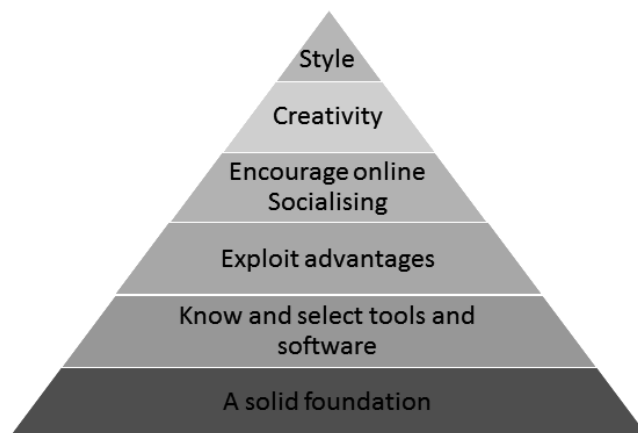 Style
Creativity
Encourage online
Socialising
Exploit advantages
Know and select tools and
software
A solid foundation